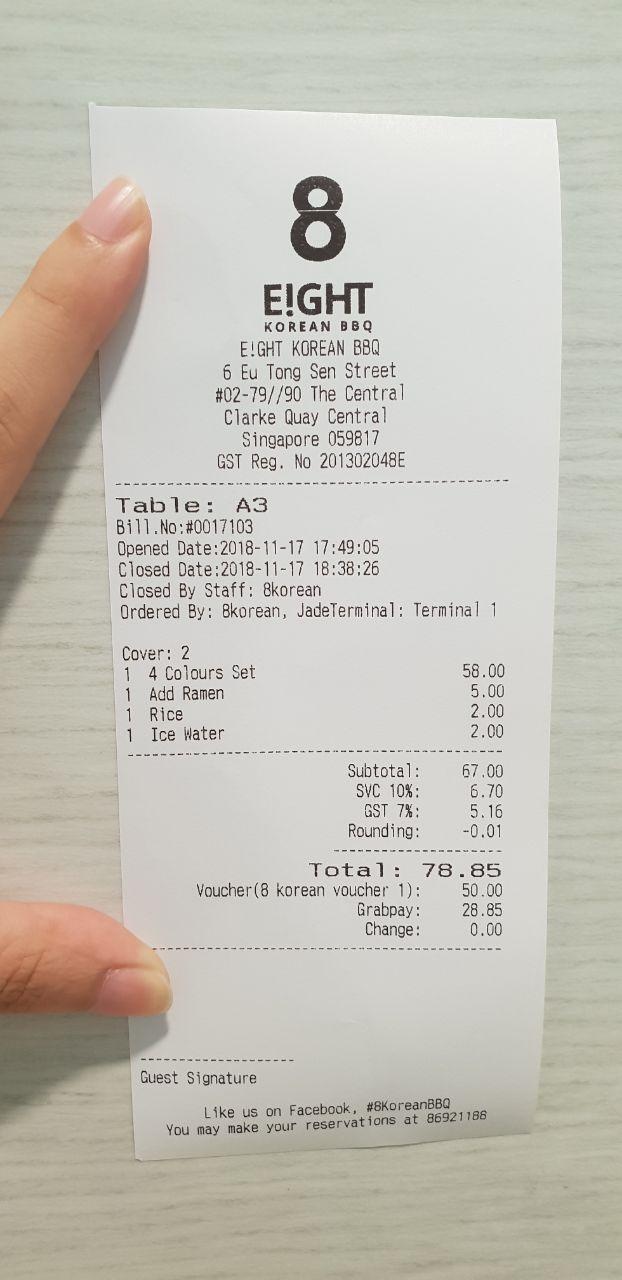 8
E!GHT
KOREAN BBQ
E!GHT KOREAN BBQ
6 Eu Tong Sen Street
#02-79//90 The Central
Clarke Quay Central
Singapore 059817
GST Reg. No 201302048E
Table: A3
Bill.No:#0017103
Opened Date:2018-11-17 17:49:05
Closed Date:2018-11-17 18:38:26
Closed By Staff: 8korean
Ordered By: 8korean, JadeTerminal: Terminal 1
Cover: 2
1 4 Colours Set 58.00
1 Add Ramen 5.00
1 Rice 2.00
1 Ice Water 2.00
Subtotal: 67.00
SVC 10%: 6.70
GST 7%: 5.16
Rounding: -0.01
Total: 78.85
Voucher(8 korean voucher 1): 50.00
Grabpay: 28.85
Change: 0.00
Guest Signature
Like us on Facebook, #8KoreanBBQ
You may make your reservations at 86921188